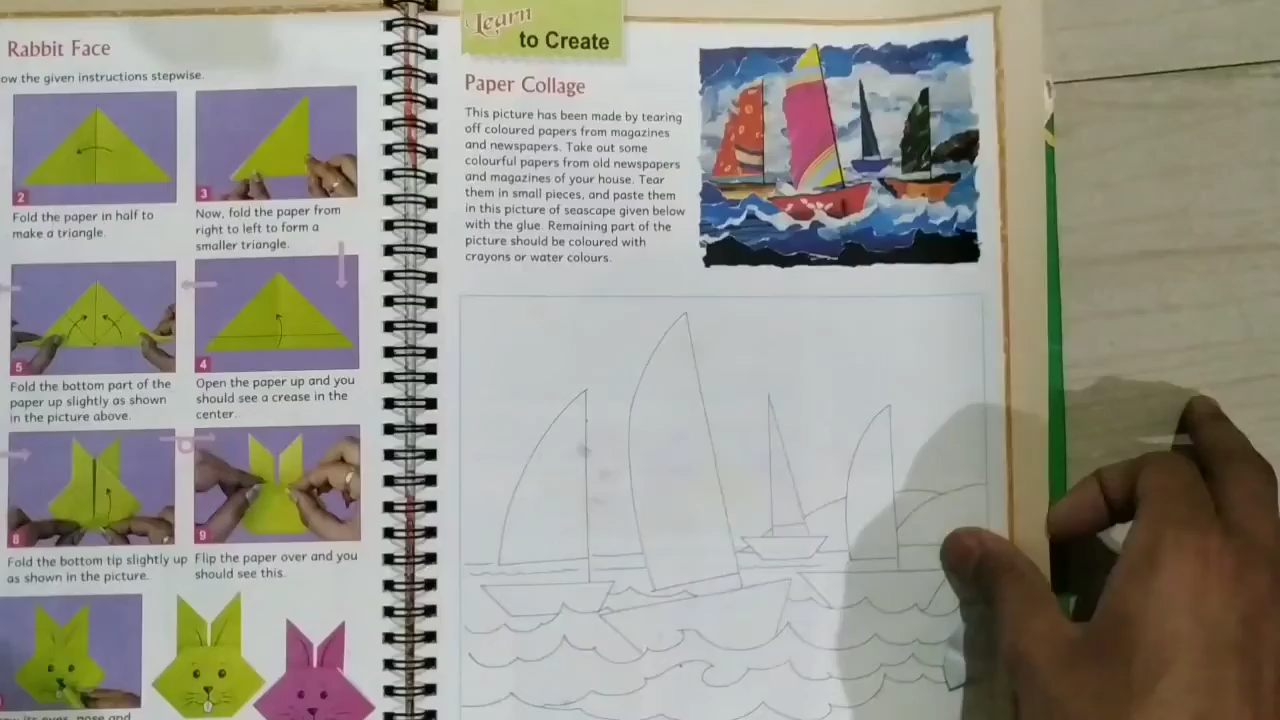 Rabbit Face
ow the given instructions stepwise.
2
Fold the paper in half to
make a triangle.
3
Now, fold the paper from
right to left to form a
smaller triangle.
5
Fold the bottom part of the
paper up slightly as shown
in the picture above.
4
Open the paper up and you
should see a crease in the
center.
8
Fold the bottom tip slightly up
as shown in the picture.
9
Flip the paper over and you
should see this.
its eyes, nose and
Learn
to Create
Paper Collage
This picture has been made by tearing
off coloured papers from magazines
and newspapers. Take out some
colourful papers from old newspapers
and magazines of your house. Tear
them in small pieces, and paste them
in this picture of seascape given below
with the glue. Remaining part of the
picture should be coloured with
crayons or water colours.